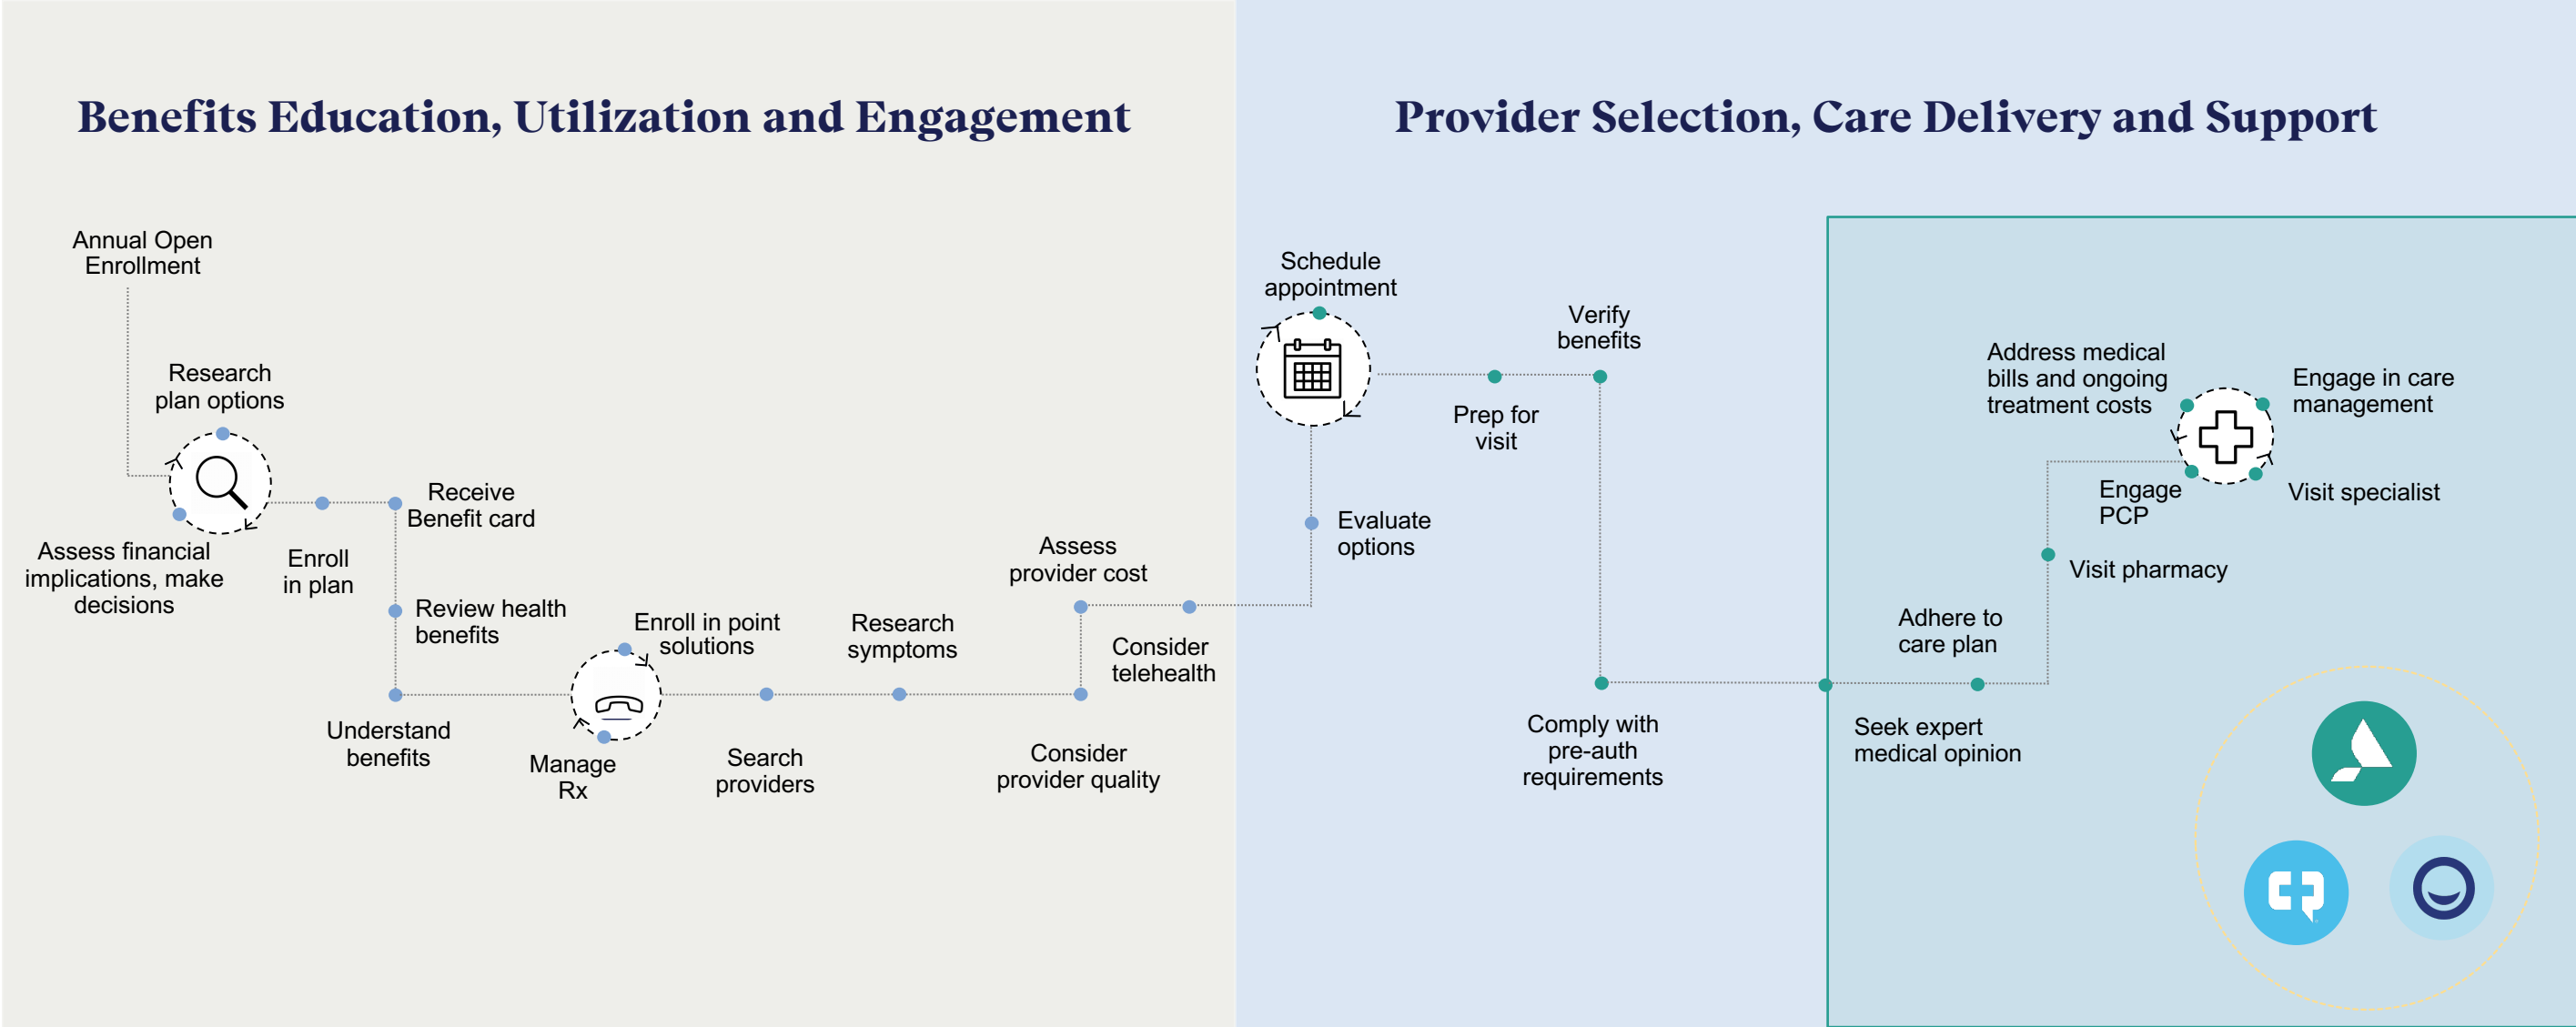 Benefits Education, Utilization and Engagement
Provider Selection, Care Delivery and Support
Annual Open
Enrollment
Research
plan options
Assess financial
implications, make
decisions
Enroll
in plan
Receive
Benefit card
Review health
benefits
Understand
benefits
Enroll in point
solutions
Manage
Rx
Search
providers
Research
symptoms
Consider
provider quality
Assess
provider cost
Consider
telehealth
Evaluate
options
Schedule
appointment
Prep for
visit
Verify
benefits
Comply with
pre-auth
requirements
Seek expert
medical opinion
Adhere to
care plan
Visit pharmacy
Engage
PCP
Address medical
bills and ongoing
treatment costs
Engage in care
management
Visit specialist